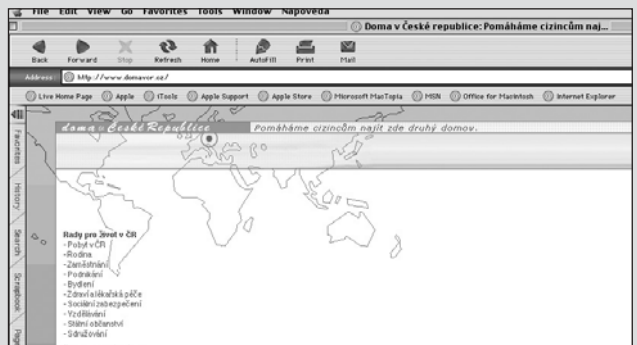 File Edit View Go Favorites Tools Window Nápověda
Doma v České republice: Pomáháme cizincům naj...
Back Forward Stop Refresh Home AutoFill Print Mail
Address: http://www.domavcr.cz/
Live Home Page Apple iTools Apple Support Apple Store Microsoft MacTopia MSN Office for Macintosh Internet Explorer
doma v České Republice Pomáháme cizincům najít zde druhý domov.
Favorites
History
Search
Scrapbook
Page
Rady pro život v ČR
- Pobyt v ČR
- Rodina
- Zaměstnání
- Podnikání
- Bydlení
- Zdraví a lékařská péče
- Sociální zabezpečení
- Vzdělávání
- Státní občanství
- Sdružování